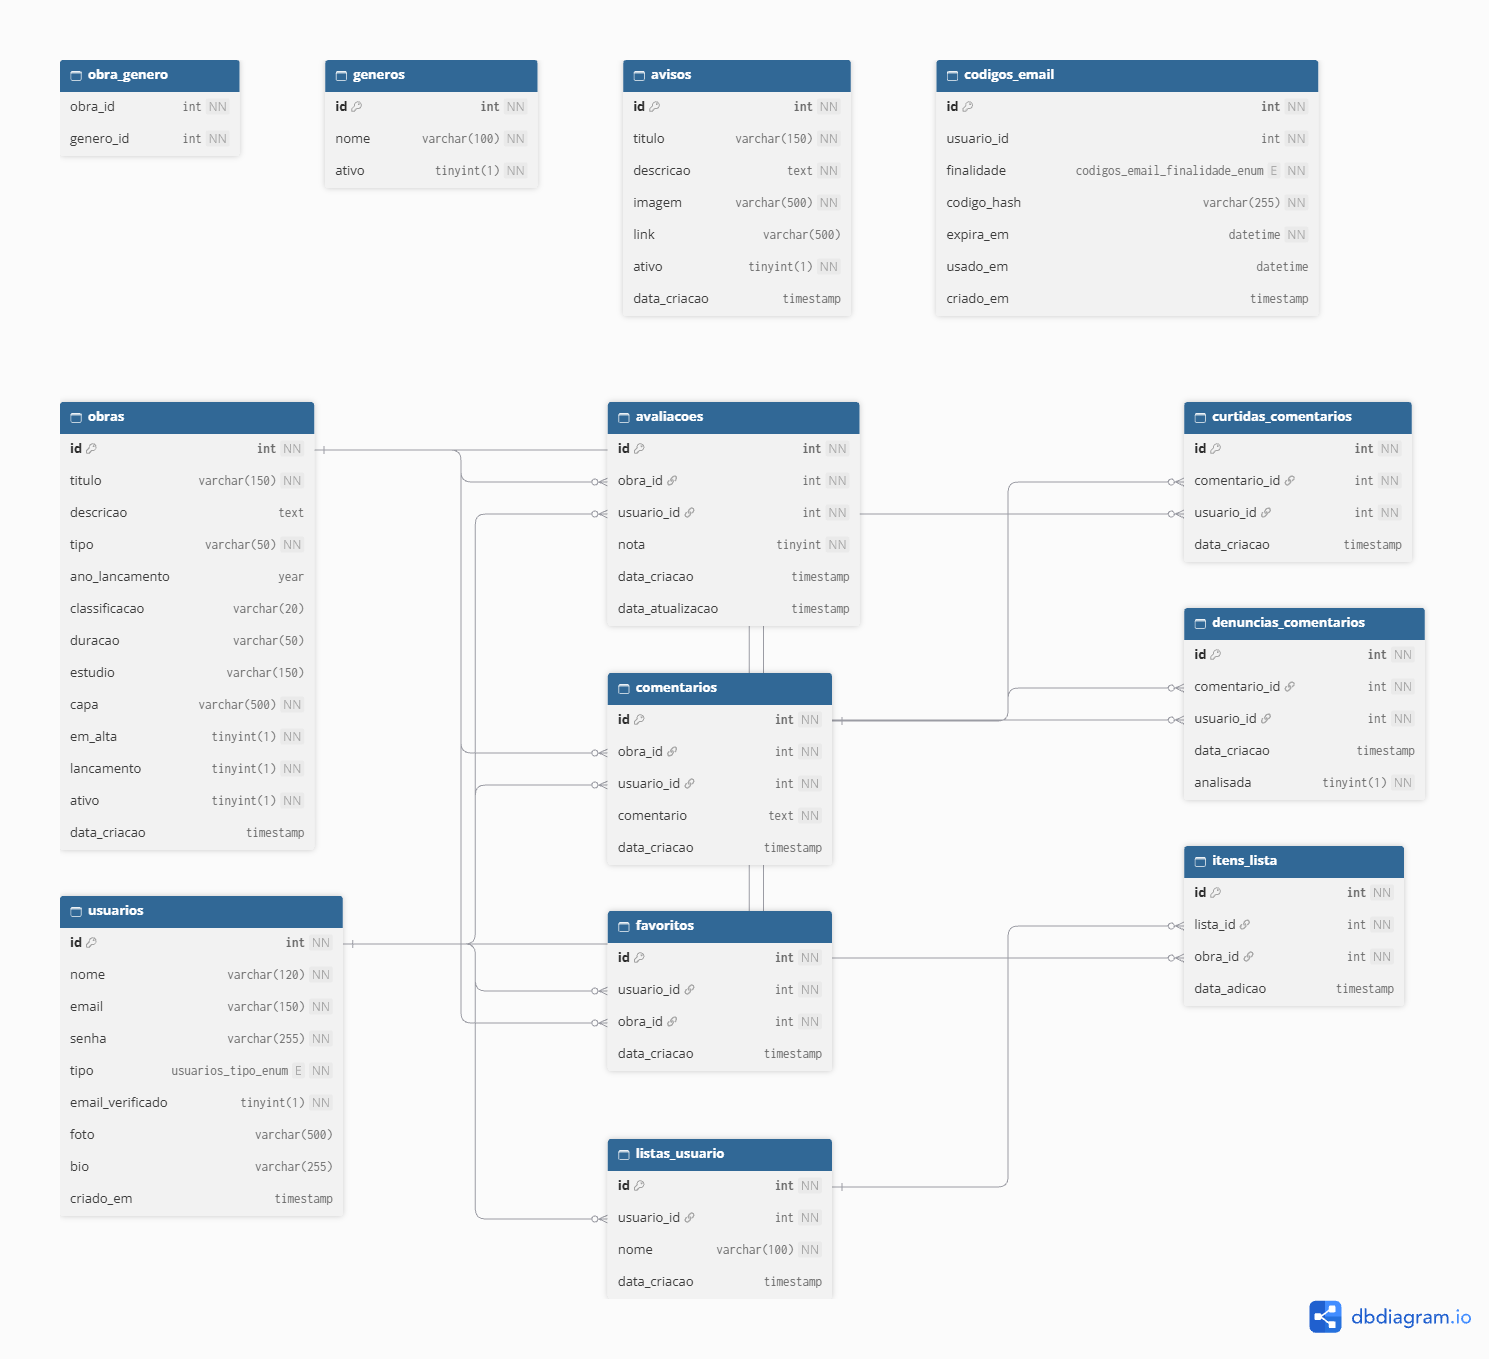 obra_genero
obra_id int NN
genero_id int NN
generos
id int NN
nome varchar(100) NN
ativo tinyint(1) NN
avisos
id int NN
titulo varchar(150) NN
descricao text NN
imagem varchar(500) NN
link varchar(500)
ativo tinyint(1) NN
data_criacao timestamp
codigos_email
id int NN
usuario_id int NN
finalidade codigos_email_finalidade_enum E NN
codigo_hash varchar(255) NN
expira_em datetime NN
usado_em datetime
criado_em timestamp
obras
id int NN
titulo varchar(150) NN
descricao text
tipo varchar(50) NN
ano_lancamento year
classificacao varchar(20)
duracao varchar(50)
estudio varchar(150)
capa varchar(500) NN
em_alta tinyint(1) NN
lancamento tinyint(1) NN
ativo tinyint(1) NN
data_criacao timestamp
avaliacoes
id int NN
obra_id int NN
usuario_id int NN
nota tinyint NN
data_criacao timestamp
data_atualizacao timestamp
curtidas_comentarios
id int NN
comentario_id int NN
usuario_id int NN
data_criacao timestamp
comentarios
id int NN
obra_id int NN
usuario_id int NN
comentario text NN
data_criacao timestamp
denuncias_comentarios
id int NN
comentario_id int NN
usuario_id int NN
data_criacao timestamp
analisada tinyint(1) NN
usuarios
id int NN
nome varchar(120) NN
email varchar(150) NN
senha varchar(255) NN
tipo usuarios_tipo_enum E NN
email_verificado tinyint(1) NN
foto varchar(500)
bio varchar(255)
criado_em timestamp
favoritos
id int NN
usuario_id int NN
obra_id int NN
data_criacao timestamp
itens_lista
id int NN
lista_id int NN
obra_id int NN
data_adicao timestamp
listas_usuario
id int NN
usuario_id int NN
nome varchar(100) NN
data_criacao timestamp
dbdiagram.io